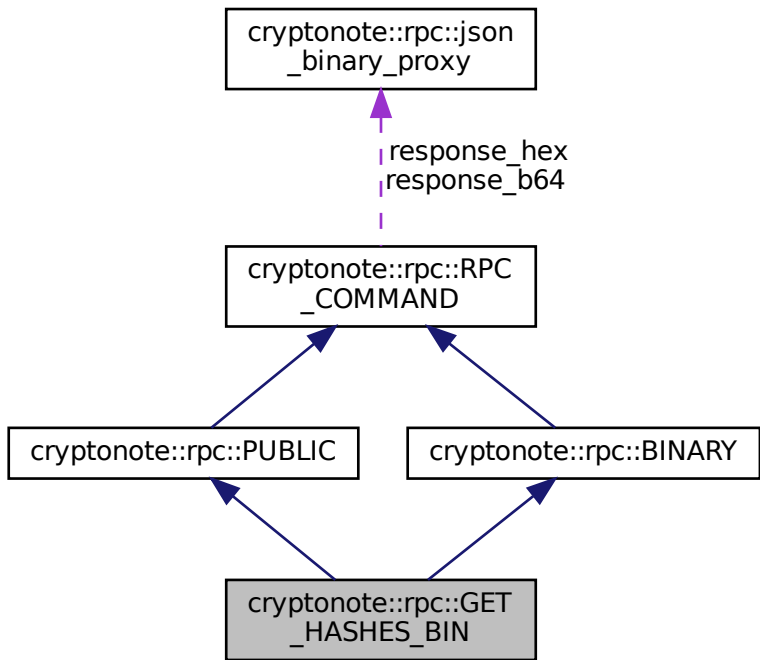 cryptonote::rpc::json
_binary_proxy
response_hex
response_b64
cryptonote::rpc::RPC
_COMMAND
cryptonote::rpc::PUBLIC
cryptonote::rpc::BINARY
cryptonote::rpc::GET
_HASHES_BIN